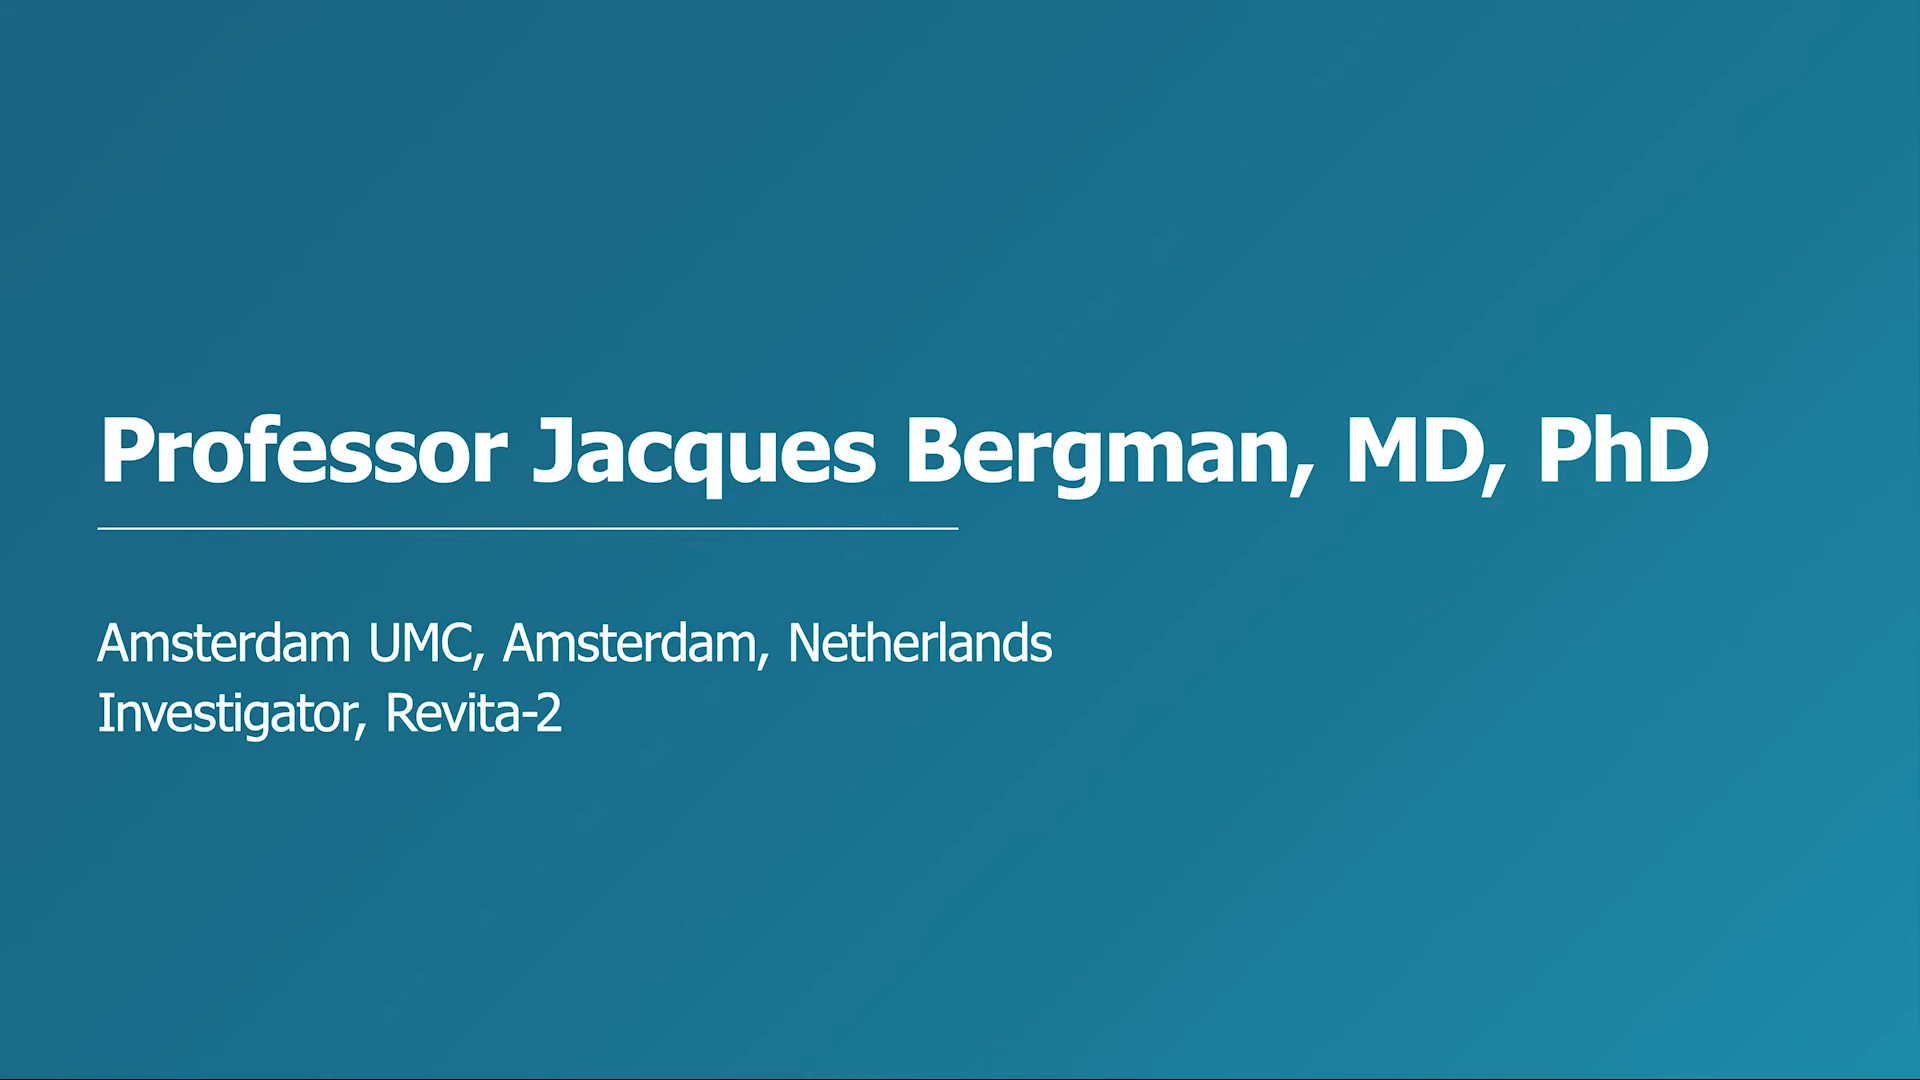 Professor Jacques Bergman, MD, PhD
Amsterdam UMC, Amsterdam, Netherlands
Investigator, Revita-2